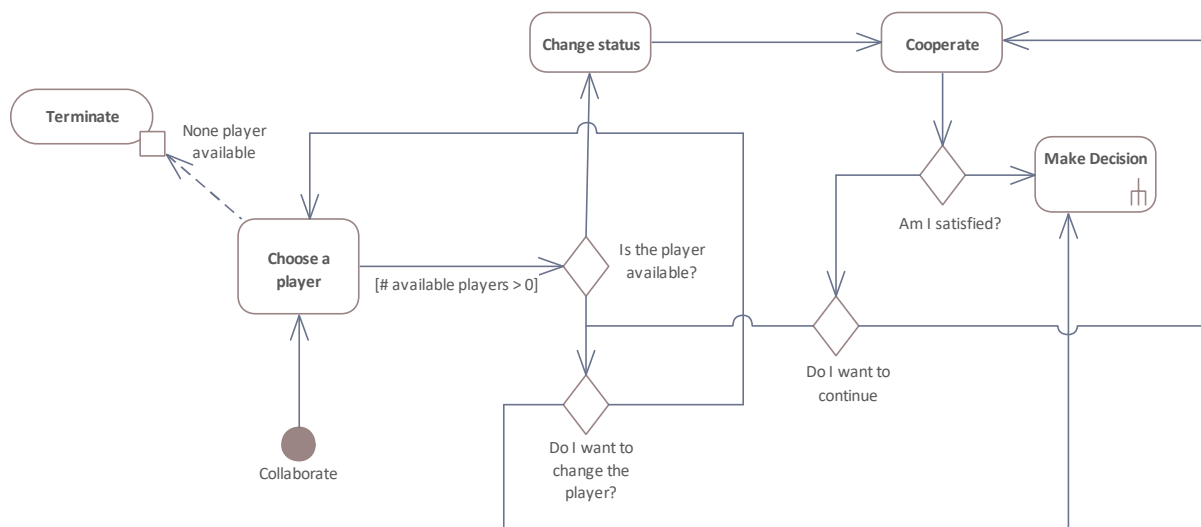 Change status
Cooperate
Terminate
None player
available
Make Decision
Am I satisfied?
Choose a
player
Is the player
available?
[# available players > 0]
Do I want to
continue
Do I want to
change the
player?
Collaborate